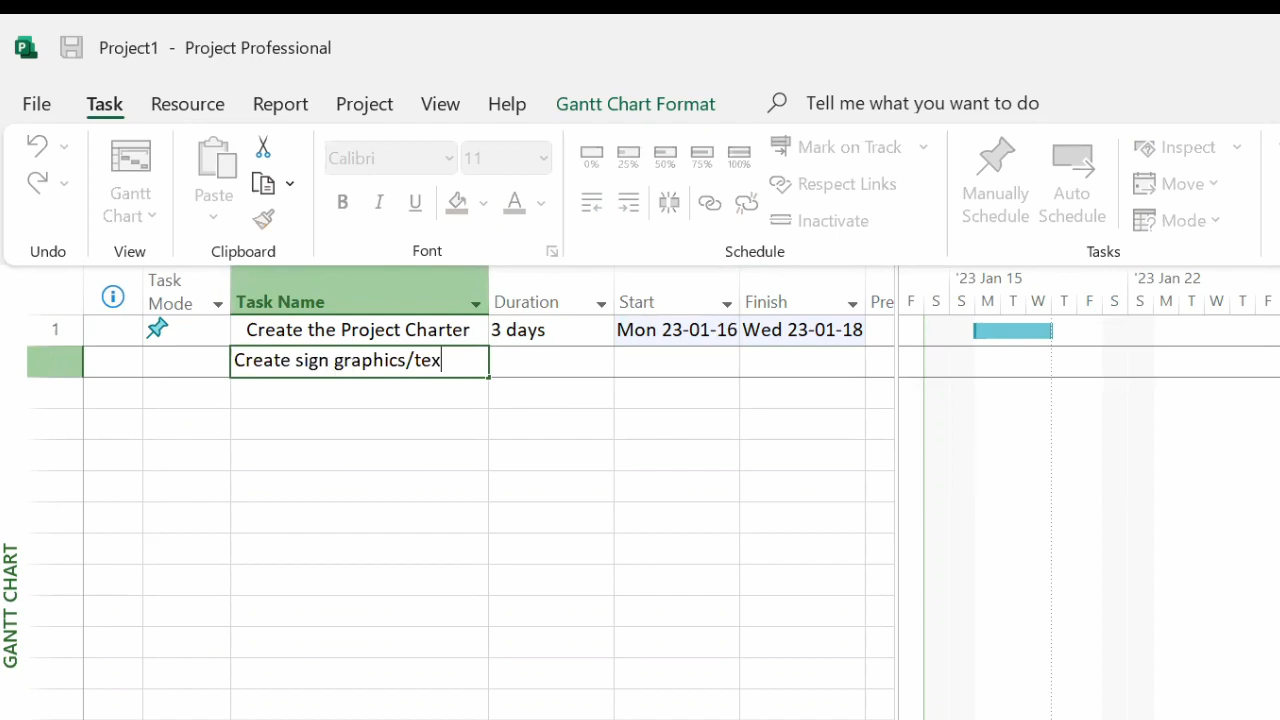 Project1 - Project Professional
File Task Resource Report Project View Help Gantt Chart Format Tell me what you want to do
Calibri 11 0% 25% 50% 75% 100% Mark on Track Inspect
Gantt Chart Paste B I U A Respect Links Manually Schedule Auto Schedule Move
Inactivate Mode
Undo View Clipboard Font Schedule Tasks
Task Mode Task Name Duration Start Finish Pre '23 Jan 15 '23 Jan 22
F S S M T W T F S S M T W T F
1 Create the Project Charter 3 days Mon 23-01-16 Wed 23-01-18
Create sign graphics/tex
GANTT CHART